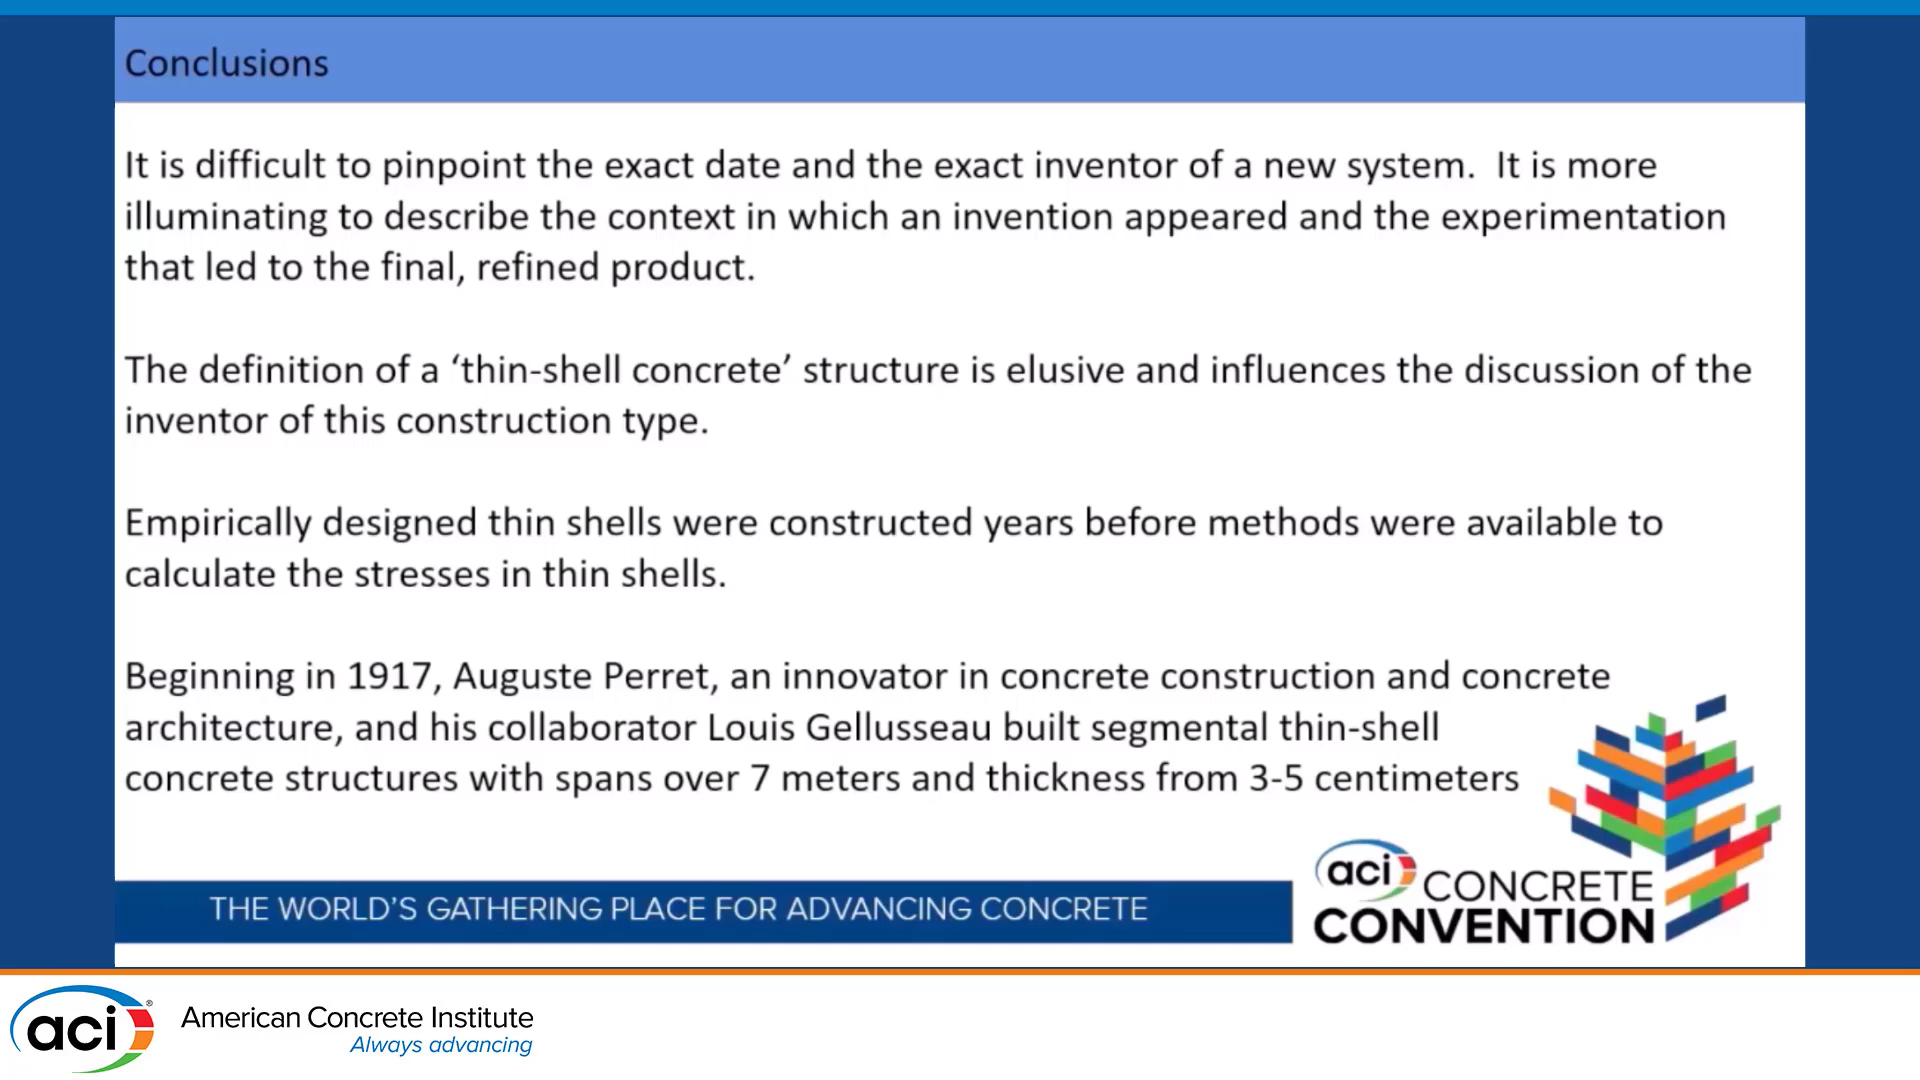 Conclusions
It is difficult to pinpoint the exact date and the exact inventor of a new system.  It is more
illuminating to describe the context in which an invention appeared and the experimentation
that led to the final, refined product.
The definition of a ‘thin-shell concrete’ structure is elusive and influences the discussion of the
inventor of this construction type.
Empirically designed thin shells were constructed years before methods were available to
calculate the stresses in thin shells.
Beginning in 1917, Auguste Perret, an innovator in concrete construction and concrete
architecture, and his collaborator Louis Gellusseau built segmental thin-shell
concrete structures with spans over 7 meters and thickness from 3-5 centimeters
THE WORLD’S GATHERING PLACE FOR ADVANCING CONCRETE
aci CONCRETE
CONVENTION
aci®
American Concrete Institute
Always advancing